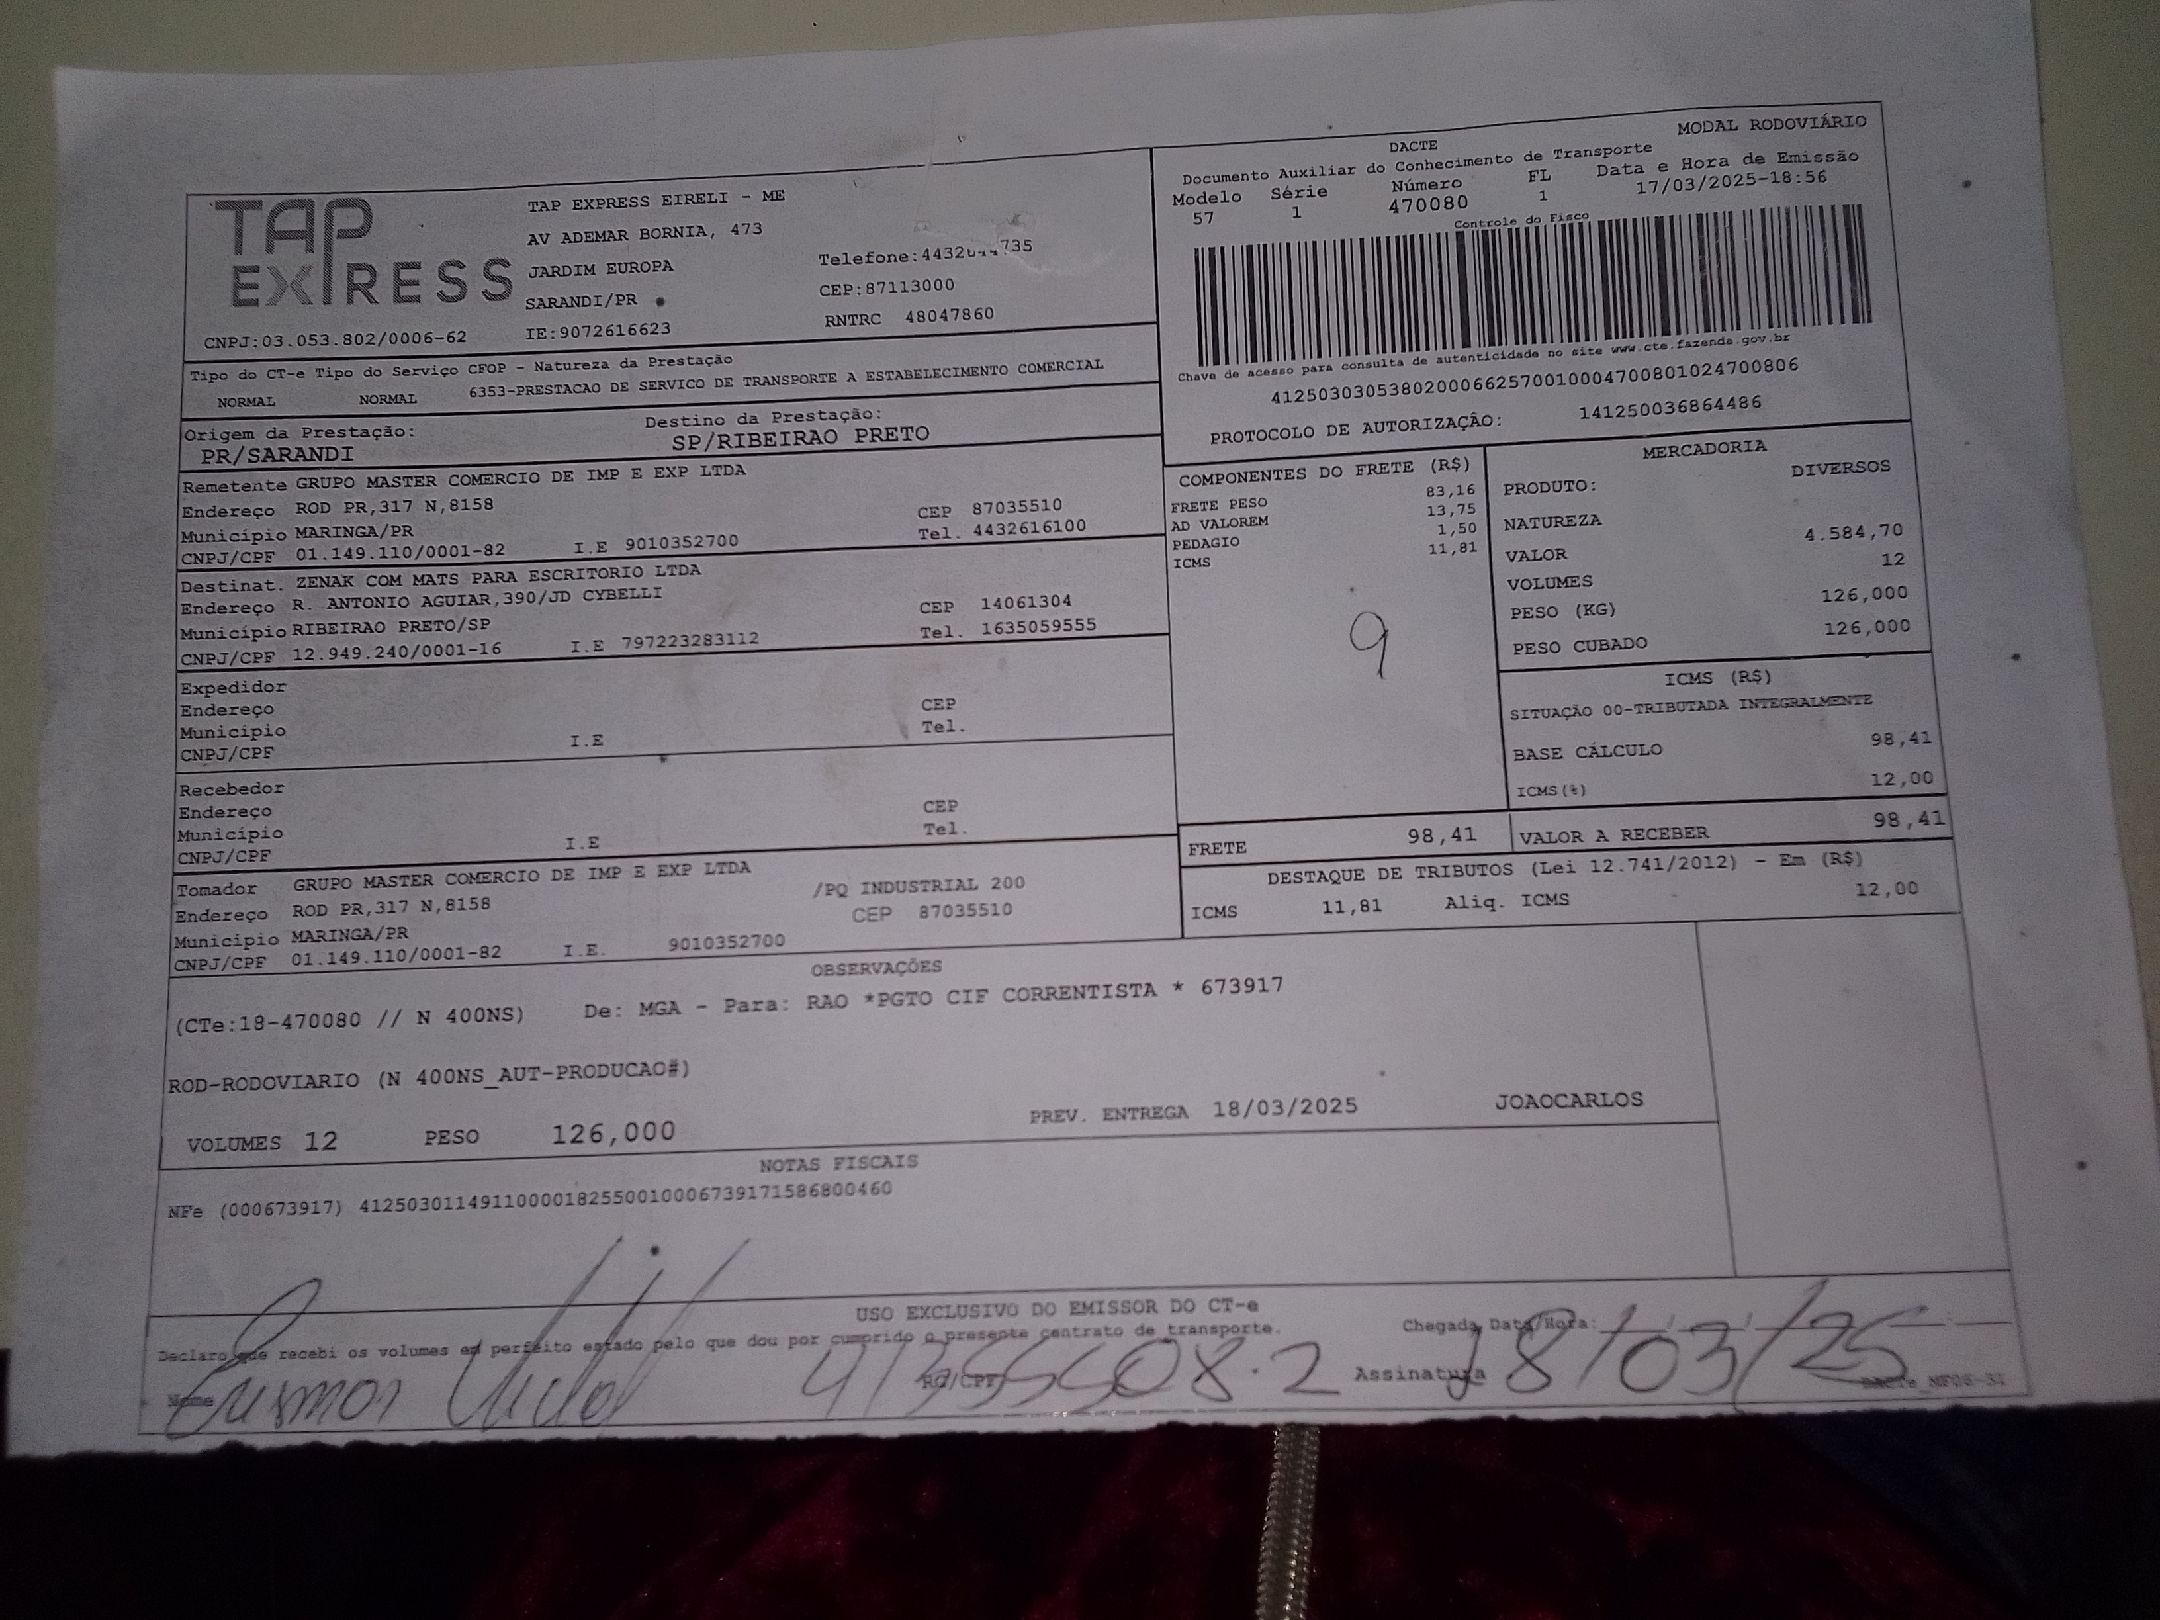 TAP
EXPRESS
TAP EXPRESS EIRELI - ME
AV ADEMAR BORNIA, 473
JARDIM EUROPA
SARANDI/PR
CNPJ:03.053.802/0006-62 IE:9072616623
CEP:87113000
RNTRC 48047860
DACTE MODAL RODOVIÁRIO
Documento Auxiliar do Conhecimento de Transporte
Modelo Série Número FL Data e Hora de Emissão
57 1 470080 1 17/03/2025-18:56
Controle do Fisco
Chave de acesso para consulta de autenticidade no site www.cte.fazenda.gov.br
41250303053802000662570010004700801024700806
PROTOCOLO DE AUTORIZAÇÂO: 141250036864486
Tipo do CT-e Tipo do Serviço CFOP - Natureza da Prestação
NORMAL NORMAL 6353-PRESTACAO DE SERVICO DE TRANSPORTE A ESTABELECIMENTO COMERCIAL
Origem da Prestação: Destino da Prestação:
PR/SARANDI SP/RIBEIRAO PRETO
Remetente GRUPO MASTER COMERCIO DE IMP E EXP LTDA
Endereço ROD PR,317 N,8158 CEP 87035510
Município MARINGA/PR Tel. 4432616100
CNPJ/CPF 01.149.110/0001-82 I.E 9010352700
Destinat. ZENAK COM MATS PARA ESCRITORIO LTDA
Endereço R. ANTONIO AGUIAR,390/JD CYBELLI CEP 14061304
Município RIBEIRAO PRETO/SP Tel. 1635059555
CNPJ/CPF 12.949.240/0001-16 I.E 797223283112
Expedidor
Endereço CEP
Município Tel.
CNPJ/CPF I.E
Recebedor
Endereço CEP
Município Tel.
CNPJ/CPF I.E
Tomador GRUPO MASTER COMERCIO DE IMP E EXP LTDA
Endereço ROD PR,317 N,8158 /PQ INDUSTRIAL 200
Município MARINGA/PR CEP 87035510
CNPJ/CPF 01.149.110/0001-82 I.E. 9010352700
COMPONENTES DO FRETE (R$)
FRETE PESO 83,16
AD VALOREM 13,75
PEDAGIO 1,50
ICMS 11,81
9
MERCADORIA
PRODUTO: DIVERSOS
NATUREZA
VALOR 4.584,70
VOLUMES 12
PESO (KG) 126,000
PESO CUBADO 126,000
ICMS (R$)
SITUAÇÃO 00-TRIBUTADA INTEGRALMENTE
BASE CÁLCULO 98,41
ICMS(%) 12,00
FRETE 98,41 VALOR A RECEBER 98,41
DESTAQUE DE TRIBUTOS (Lei 12.741/2012) - Em (R$)
ICMS 11,81 Aliq. ICMS 12,00
OBSERVAÇÕES
(CTe:18-470080 // N 400NS) De: MGA - Para: RAO *PGTO CIF CORRENTISTA * 673917
ROD-RODOVIARIO (N 400NS_AUT-PRODUCAO#)
VOLUMES 12 PESO 126,000 PREV. ENTREGA 18/03/2025 JOAOCARLOS
NOTAS FISCAIS
NFe (000673917) 41250301149110000182550010006739171586800460
USO EXCLUSIVO DO EMISSOR DO CT-e
Declaro que recebi os volumes em perfeito estado pelo que dou por cumprido o presente contrato de transporte.
Chegada Data/Hora:
Nome RG/CPF Assinatura 18/03/25